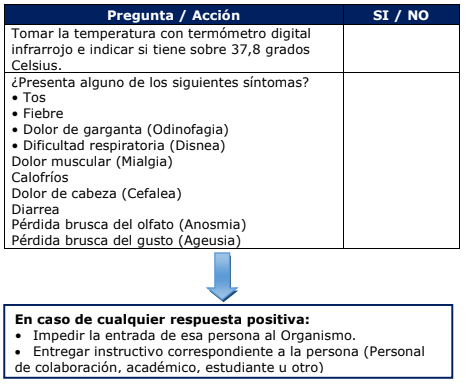 Pregunta / Acción SI / NO
Tomar la temperatura con termómetro digital
infrarrojo e indicar si tiene sobre 37,8 grados
Celsius.
¿Presenta alguno de los siguientes síntomas?
• Tos
• Fiebre
• Dolor de garganta (Odinofagia)
• Dificultad respiratoria (Disnea)
Dolor muscular (Mialgia)
Calofríos
Dolor de cabeza (Cefalea)
Diarrea
Pérdida brusca del olfato (Anosmia)
Pérdida brusca del gusto (Ageusia)
En caso de cualquier respuesta positiva:
• Impedir la entrada de esa persona al Organismo.
• Entregar instructivo correspondiente a la persona (Personal
de colaboración, académico, estudiante u otro)